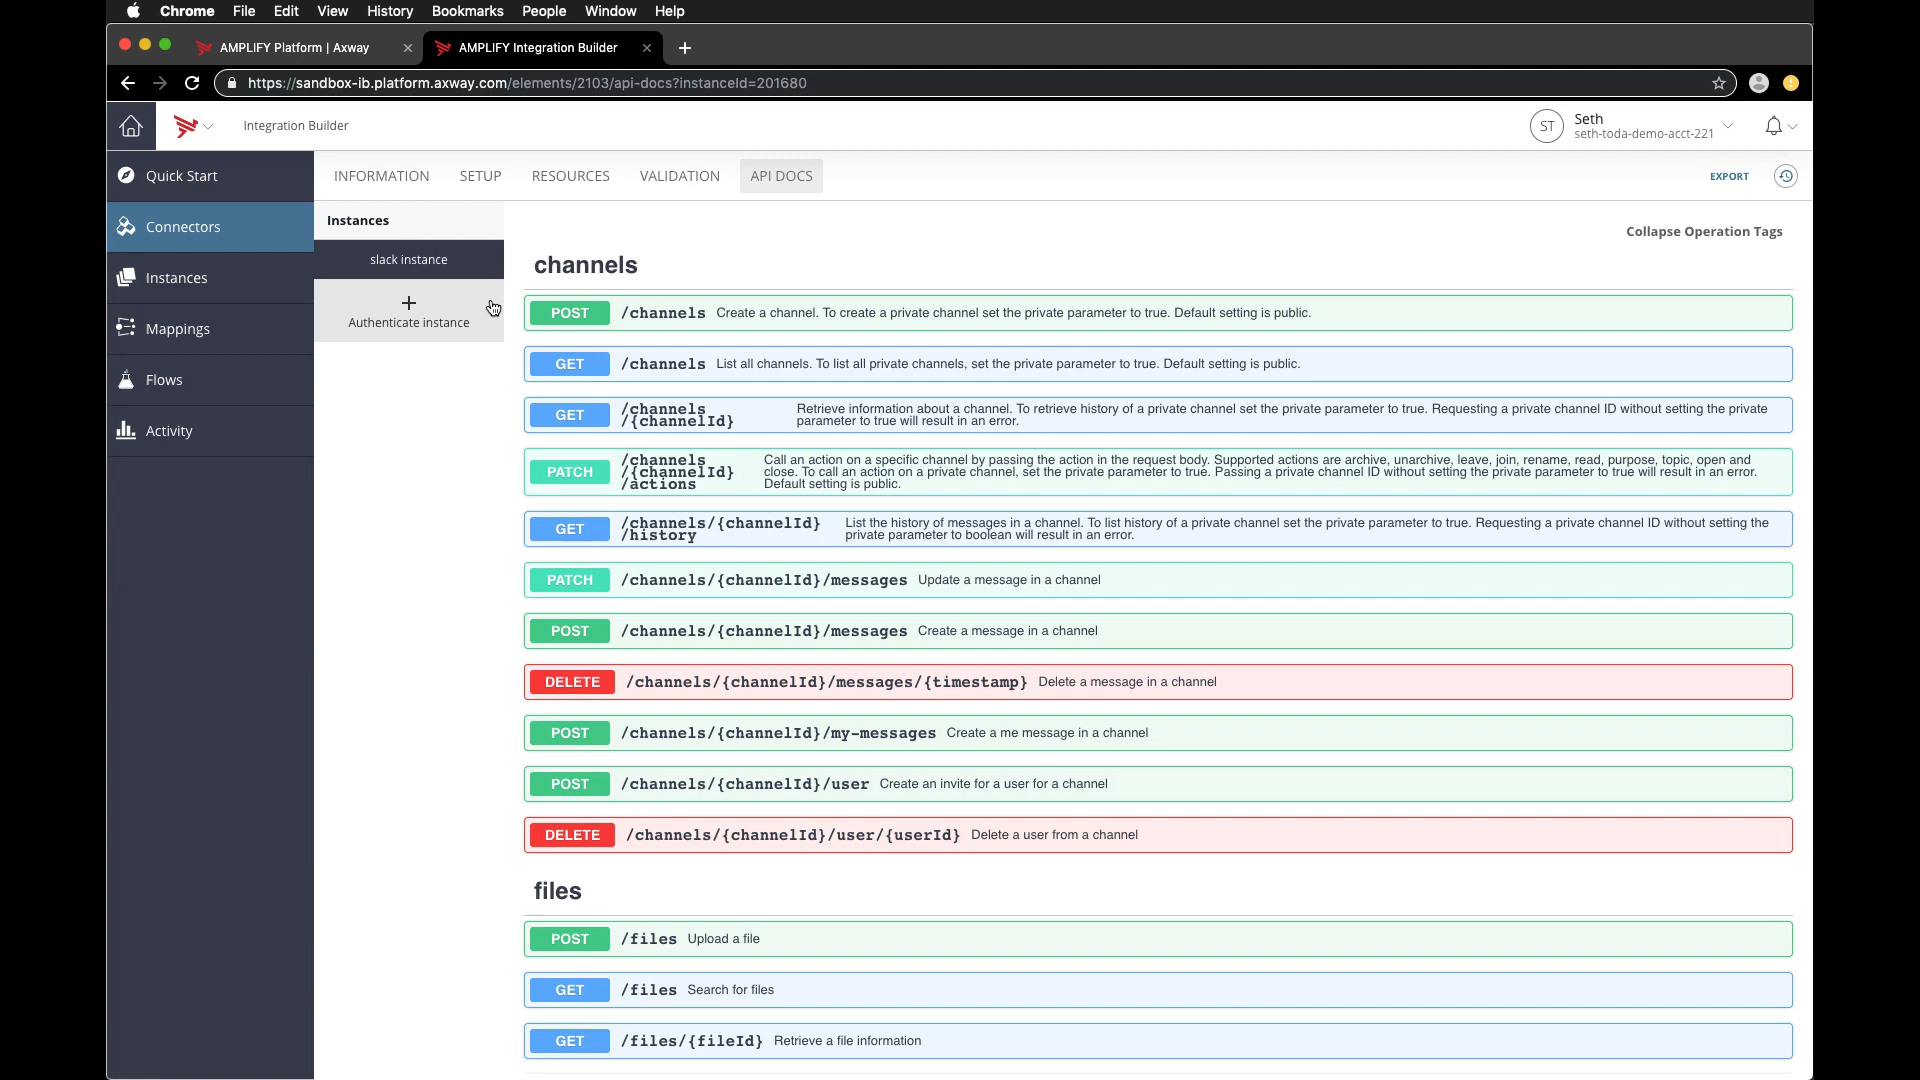 Chrome File Edit View History Bookmarks People Window Help
AMPLIFY Platform | Axway
AMPLIFY Integration Builder
https://sandbox-ib.platform.axway.com/elements/2103/api-docs?instanceId=201680
Integration Builder
ST
Seth
seth-toda-demo-acct-221
Quick Start
Connectors
Instances
Mappings
Flows
Activity
INFORMATION SETUP RESOURCES VALIDATION API DOCS
EXPORT
Instances
slack instance
Authenticate instance
Collapse Operation Tags
channels
POST /channels Create a channel. To create a private channel set the private parameter to true. Default setting is public.
GET /channels List all channels. To list all private channels, set the private parameter to true. Default setting is public.
GET /channels
/{channelId}
Retrieve information about a channel. To retrieve history of a private channel set the private parameter to true. Requesting a private channel ID without setting the private
parameter to true will result in an error.
PATCH /channels
/{channelId}
/actions
Call an action on a specific channel by passing the action in the request body. Supported actions are archive, unarchive, leave, join, rename, read, purpose, topic, open and
close. To call an action on a private channel, set the private parameter to true. Passing a private channel ID without setting the private parameter to true will result in an error.
Default setting is public.
GET /channels/{channelId}
/history
List the history of messages in a channel. To list history of a private channel set the private parameter to true. Requesting a private channel ID without setting the
private parameter to boolean will result in an error.
PATCH /channels/{channelId}/messages Update a message in a channel
POST /channels/{channelId}/messages Create a message in a channel
DELETE /channels/{channelId}/messages/{timestamp} Delete a message in a channel
POST /channels/{channelId}/my-messages Create a me message in a channel
POST /channels/{channelId}/user Create an invite for a user for a channel
DELETE /channels/{channelId}/user/{userId} Delete a user from a channel
files
POST /files Upload a file
GET /files Search for files
GET /files/{fileId} Retrieve a file information